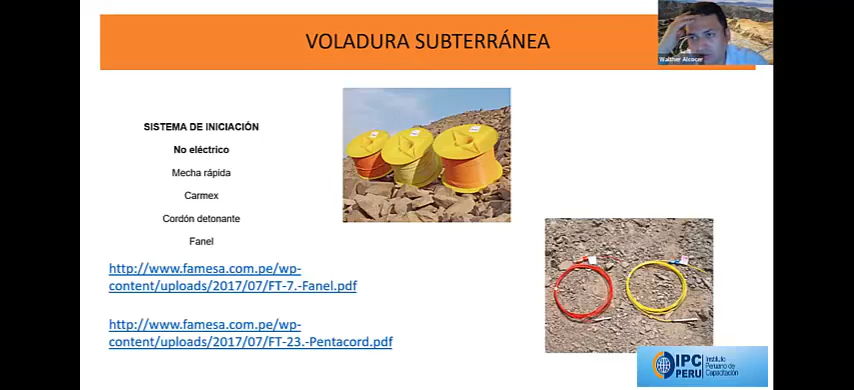 VOLADURA SUBTERRÁNEA
Walther Alcocer
SISTEMA DE INICIACIÓN
No eléctrico
Mecha rápida
Carmex
Cordón detonante
Fanel
http://www.famesa.com.pe/wp-
content/uploads/2017/07/FT-7.-Fanel.pdf
http://www.famesa.com.pe/wp-
content/uploads/2017/07/FT-23.-Pentacord.pdf
IPC
PERU
Instituto
Peruano de
Capacitación